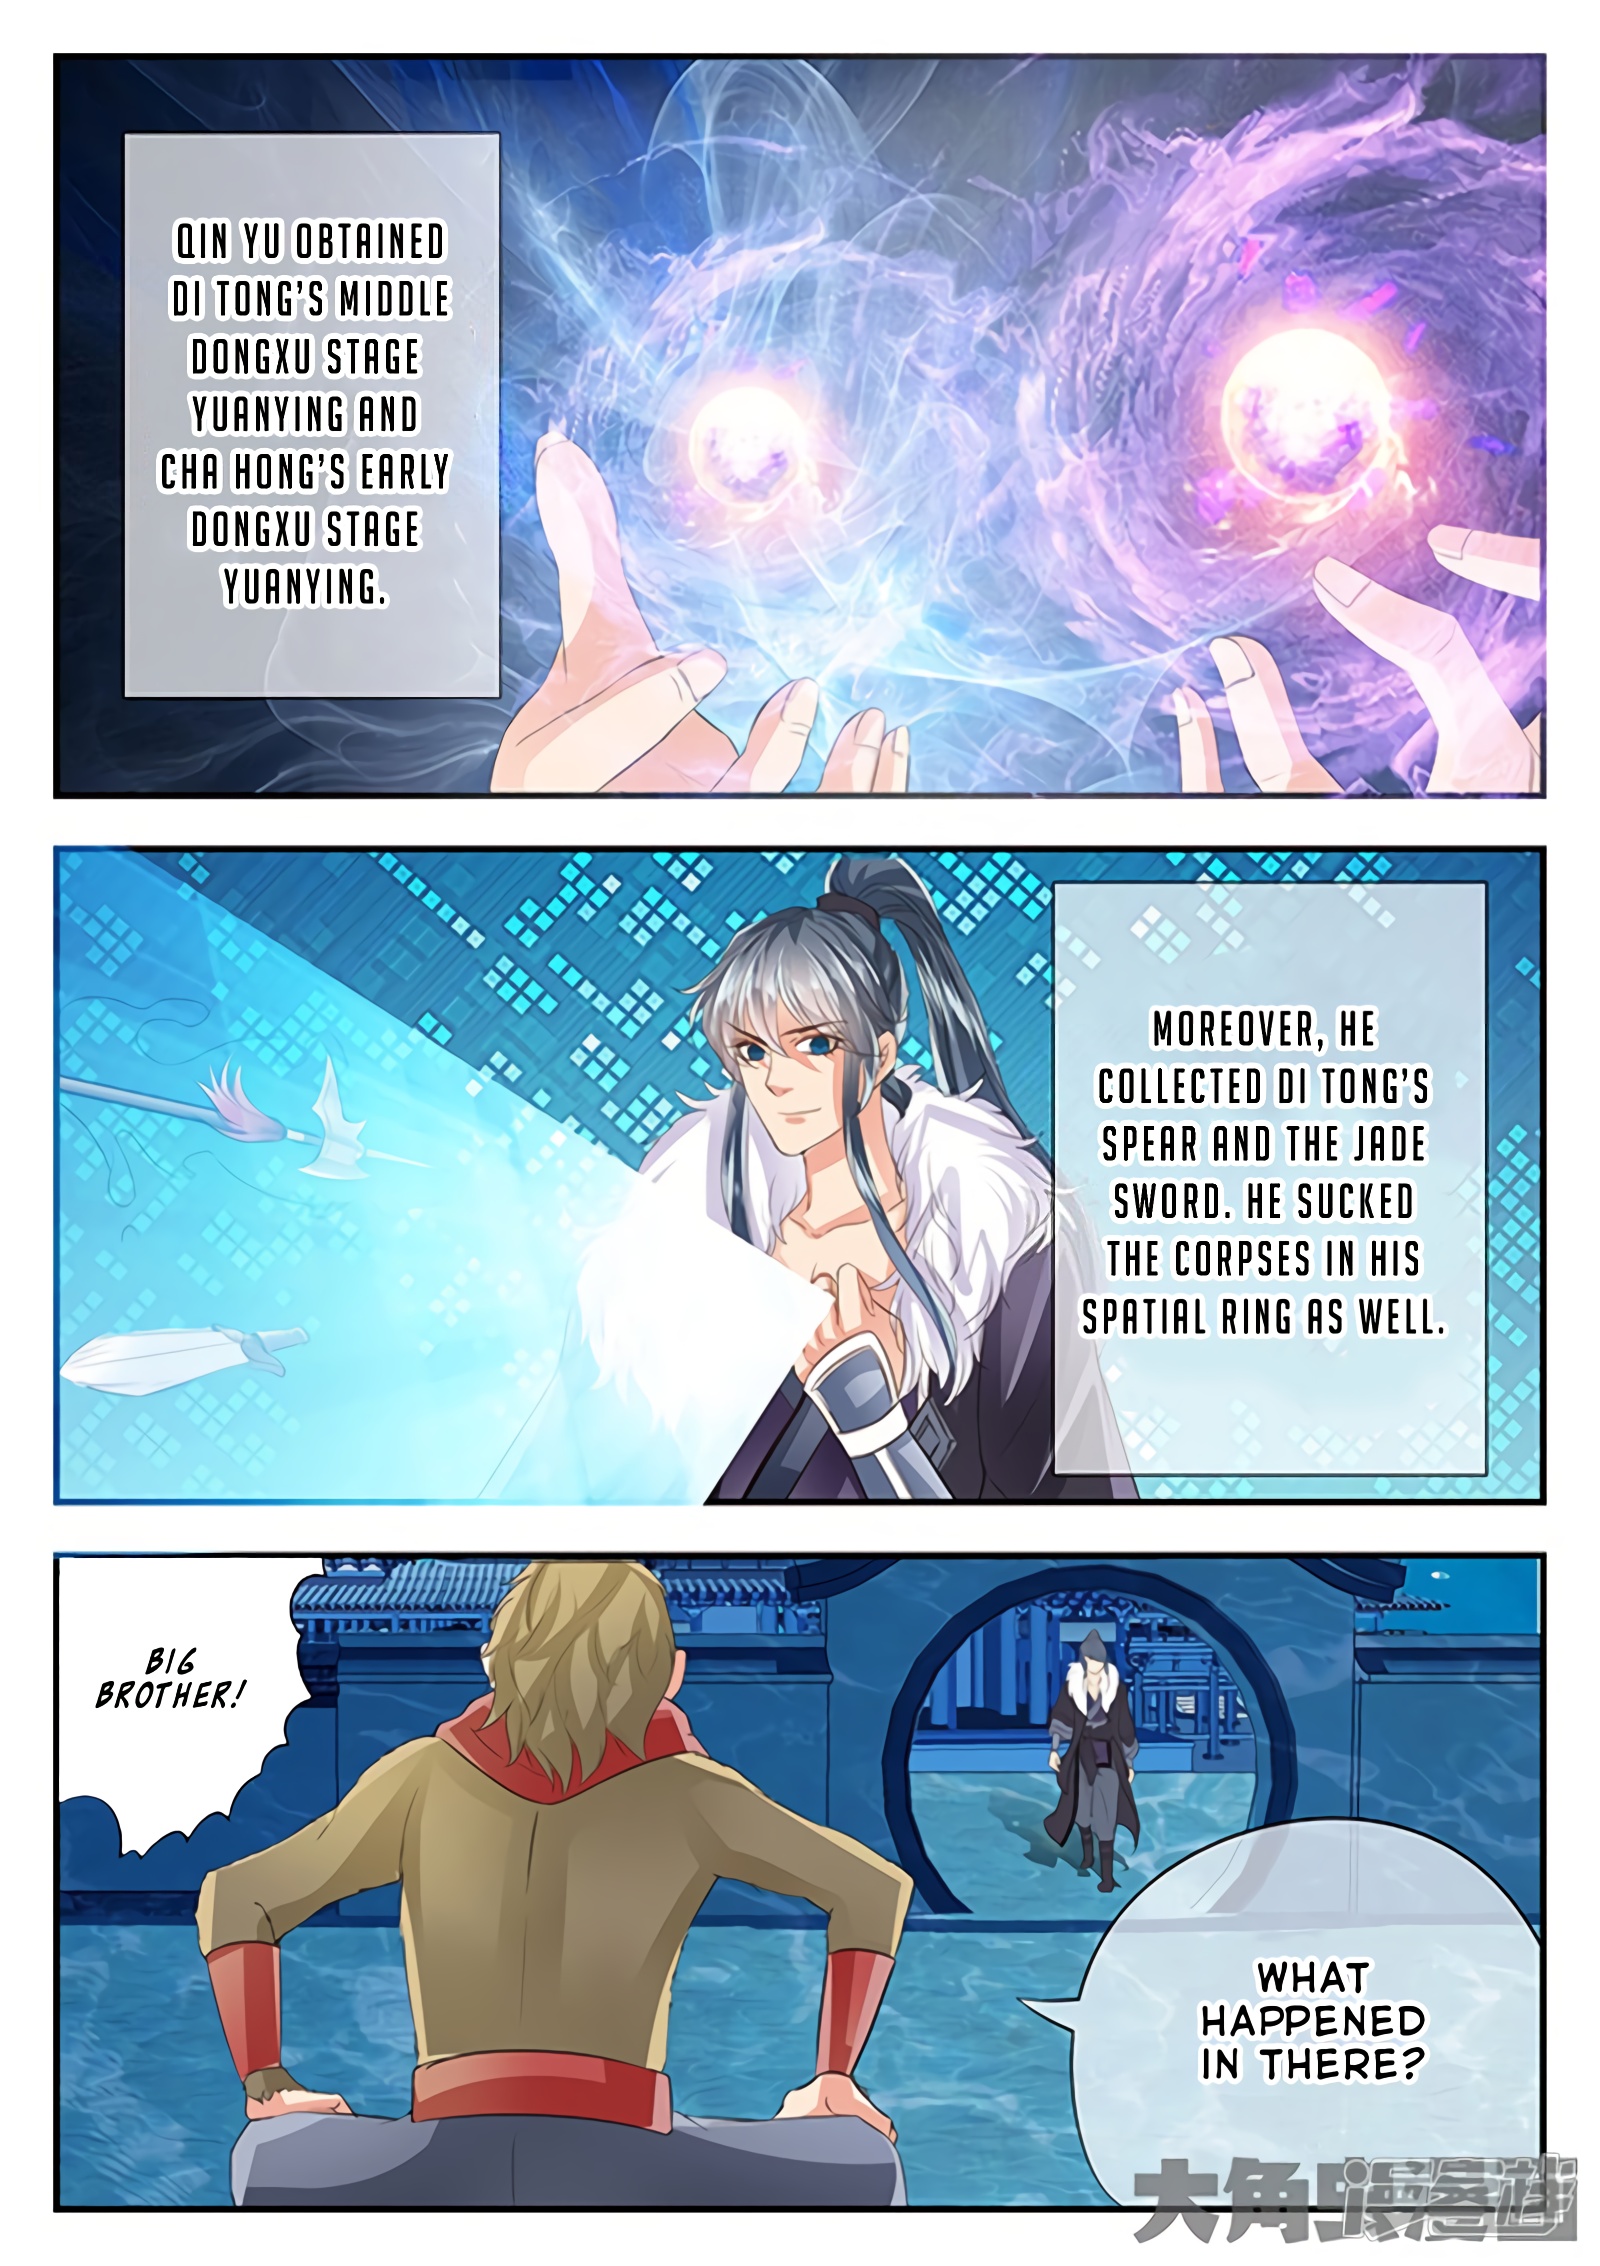 QIN YU OBTAINED
DI TONG'S MIDDLE
DONGXU STAGE
YUANYING AND
CHA HONG'S EARLY
DONGXU STAGE
YUANYING.
MOREOVER, HE
COLLECTED DI TONG'S
SPEAR AND THE JADE
SWORD. HE SUCKED
THE CORPSES IN HIS
SPATIAL RING AS WELL.
BIG
BROTHER!
WHAT
HAPPENED
IN THERE?
大角
漫客栈